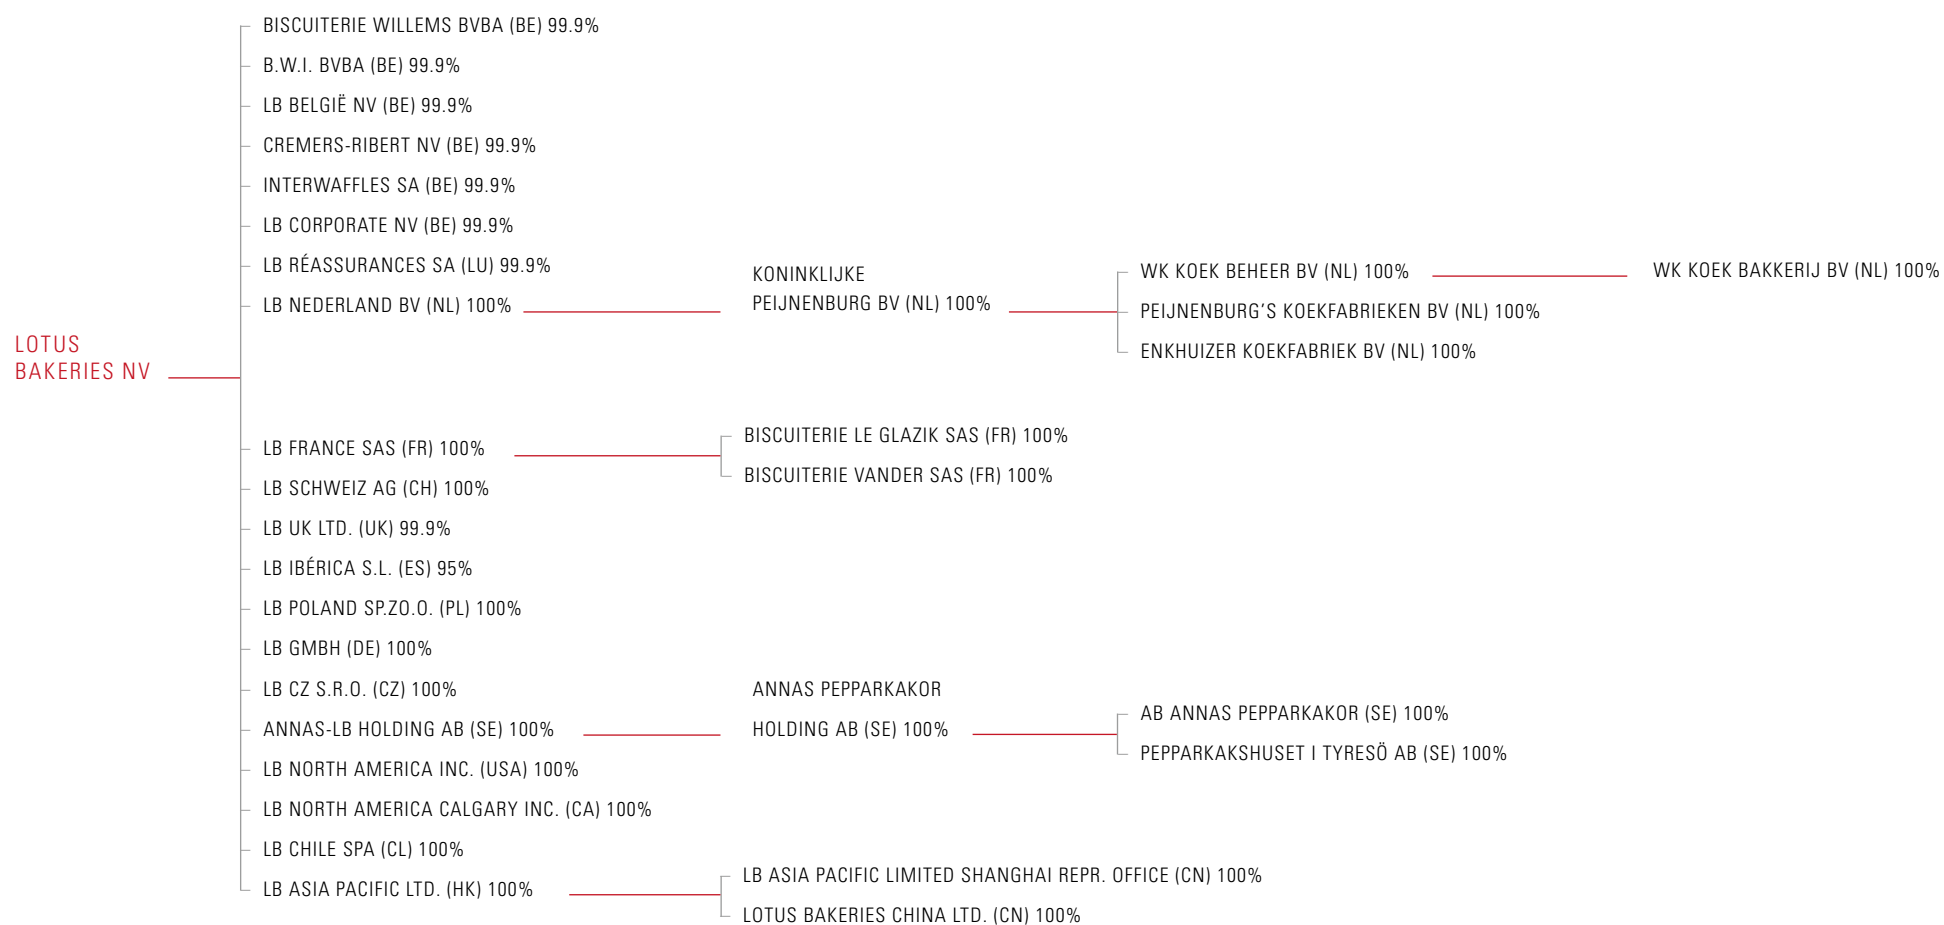 LOTUS
BAKERIES NV
BISCUITERIE WILLEMS BVBA (BE) 99.9%
B.W.I. BVBA (BE) 99.9%
LB BELGIË NV (BE) 99.9%
CREMERS-RIBERT NV (BE) 99.9%
INTERWAFFLES SA (BE) 99.9%
LB CORPORATE NV (BE) 99.9%
LB RÉASSURANCES SA (LU) 99.9%
LB NEDERLAND BV (NL) 100%
KONINKLIJKE
PEIJNENBURG BV (NL) 100%
WK KOEK BEHEER BV (NL) 100%
WK KOEK BAKKERIJ BV (NL) 100%
PEIJNENBURG‘S KOEKFABRIEKEN BV (NL) 100%
ENKHUIZER KOEKFABRIEK BV (NL) 100%
LB FRANCE SAS (FR) 100%
BISCUITERIE LE GLAZIK SAS (FR) 100%
BISCUITERIE VANDER SAS (FR) 100%
LB SCHWEIZ AG (CH) 100%
LB UK LTD. (UK) 99.9%
LB IBÉRICA S.L. (ES) 95%
LB POLAND SP.ZO.O. (PL) 100%
LB GMBH (DE) 100%
LB CZ S.R.O. (CZ) 100%
ANNAS-LB HOLDING AB (SE) 100%
ANNAS PEPPARKAKOR
HOLDING AB (SE) 100%
AB ANNAS PEPPARKAKOR (SE) 100%
PEPPARKAKSHUSET I TYRESÖ AB (SE) 100%
LB NORTH AMERICA INC. (USA) 100%
LB NORTH AMERICA CALGARY INC. (CA) 100%
LB CHILE SPA (CL) 100%
LB ASIA PACIFIC LTD. (HK) 100%
LB ASIA PACIFIC LIMITED SHANGHAI REPR. OFFICE (CN) 100%
LOTUS BAKERIES CHINA LTD. (CN) 100%